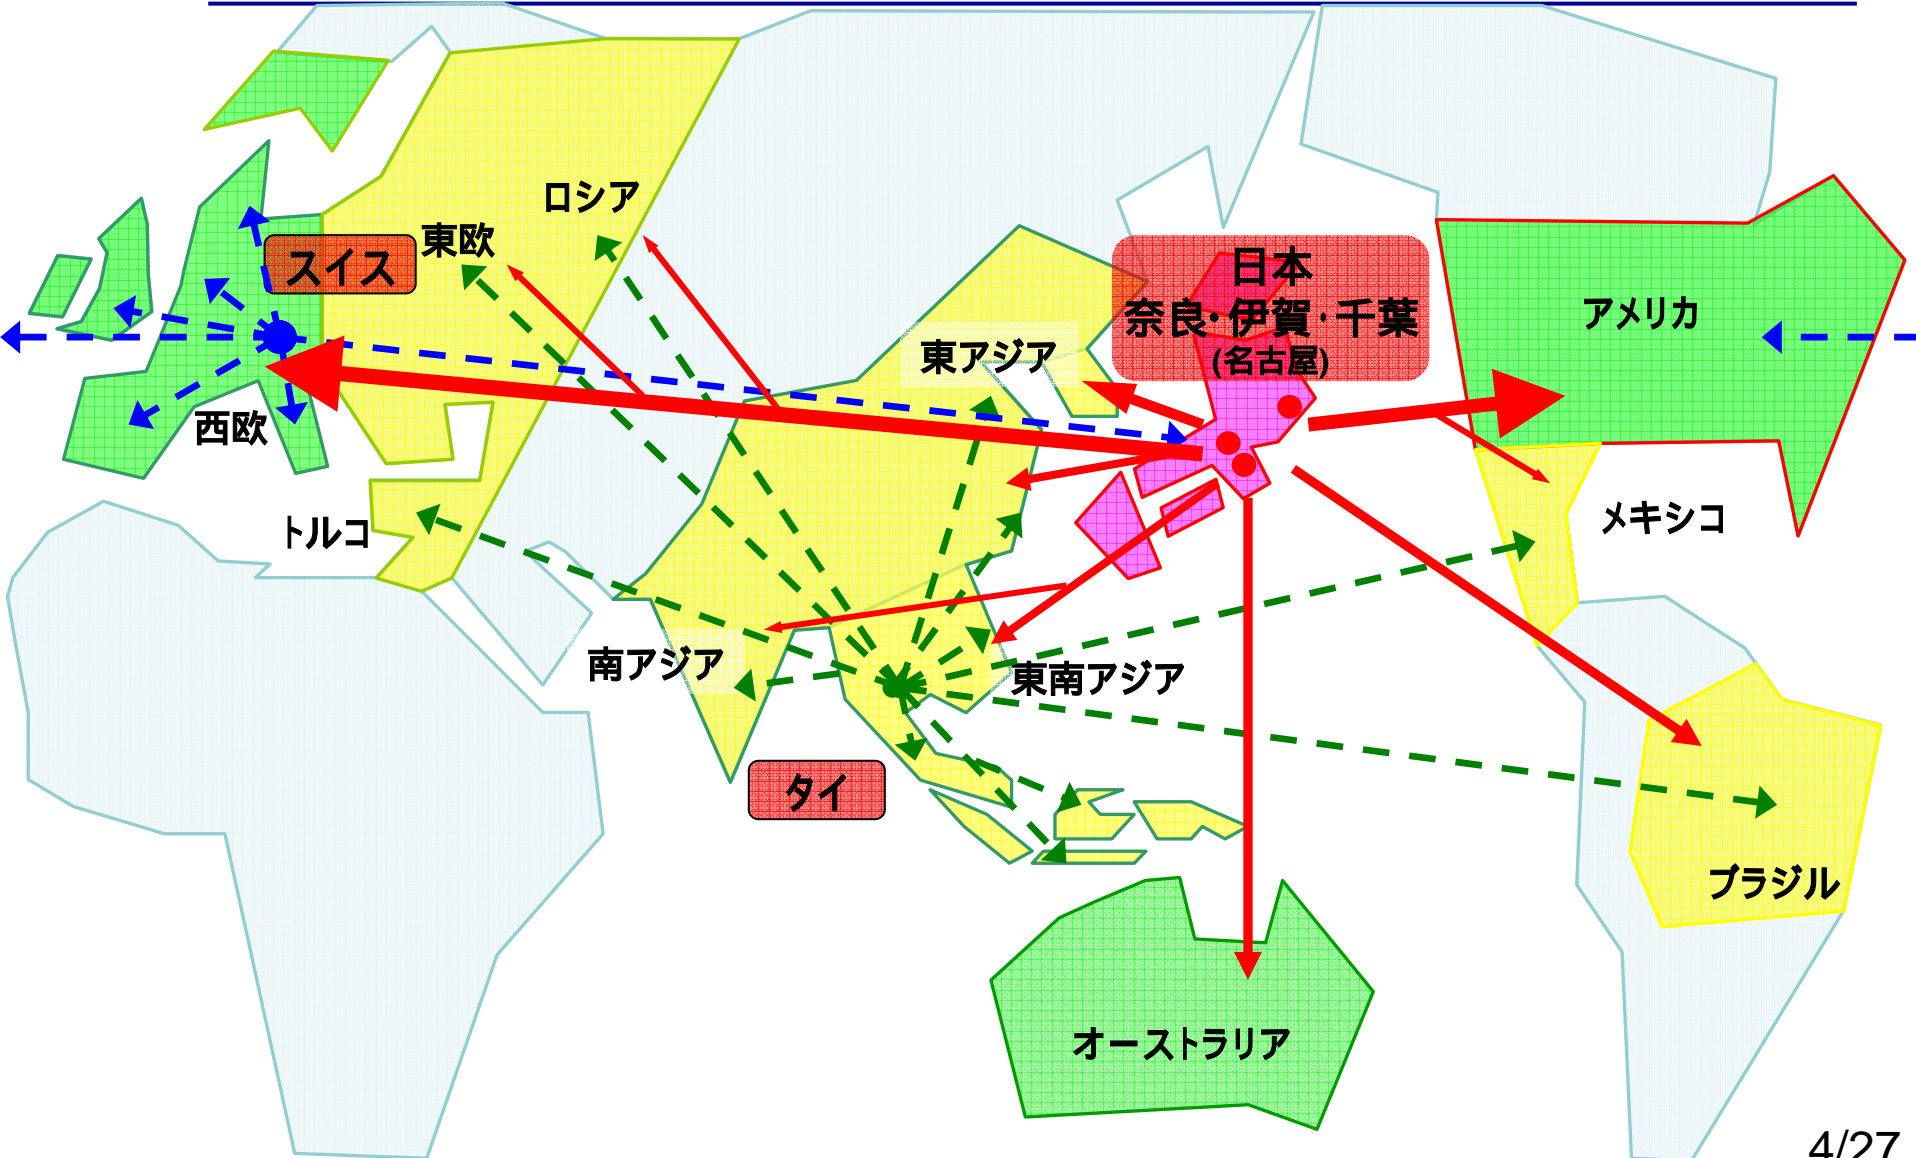 ロシア
東欧
スイス
日本
奈良・伊賀・千葉
(名古屋)
アメリカ
東アジア
西欧
トルコ
メキシコ
南アジア
東南アジア
タイ
ブラジル
オーストラリア
4/27